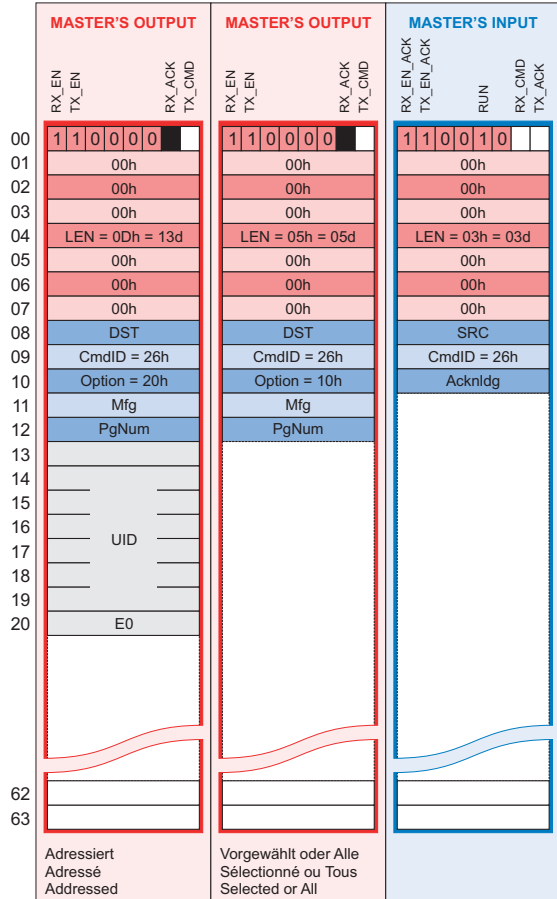 MASTER'S OUTPUT MASTER'S OUTPUT MASTER'S INPUT
RX_EN TX_EN RX_ACK TX_CMD RX_EN TX_EN RX_ACK TX_CMD RX_EN_ACK TX_EN_ACK RUN RX_CMD TX_ACK
00 1 1 0 0 0 0 1 1 0 0 0 0 1 1 0 0 1 0
01 00h 00h 00h
02 00h 00h 00h
03 00h 00h 00h
04 LEN = 0Dh = 13d LEN = 05h = 05d LEN = 03h = 03d
05 00h 00h 00h
06 00h 00h 00h
07 00h 00h 00h
08 DST DST SRC
09 CmdID = 26h CmdID = 26h CmdID = 26h
10 Option = 20h Option = 10h Acknldg
11 Mfg Mfg
12 PgNum PgNum
13
14
15
16
UID
17
18
19
20 E0
62
63
Adressiert Vorgewählt oder Alle
Adressé Sélectionné ou Tous
Addressed Selected or All